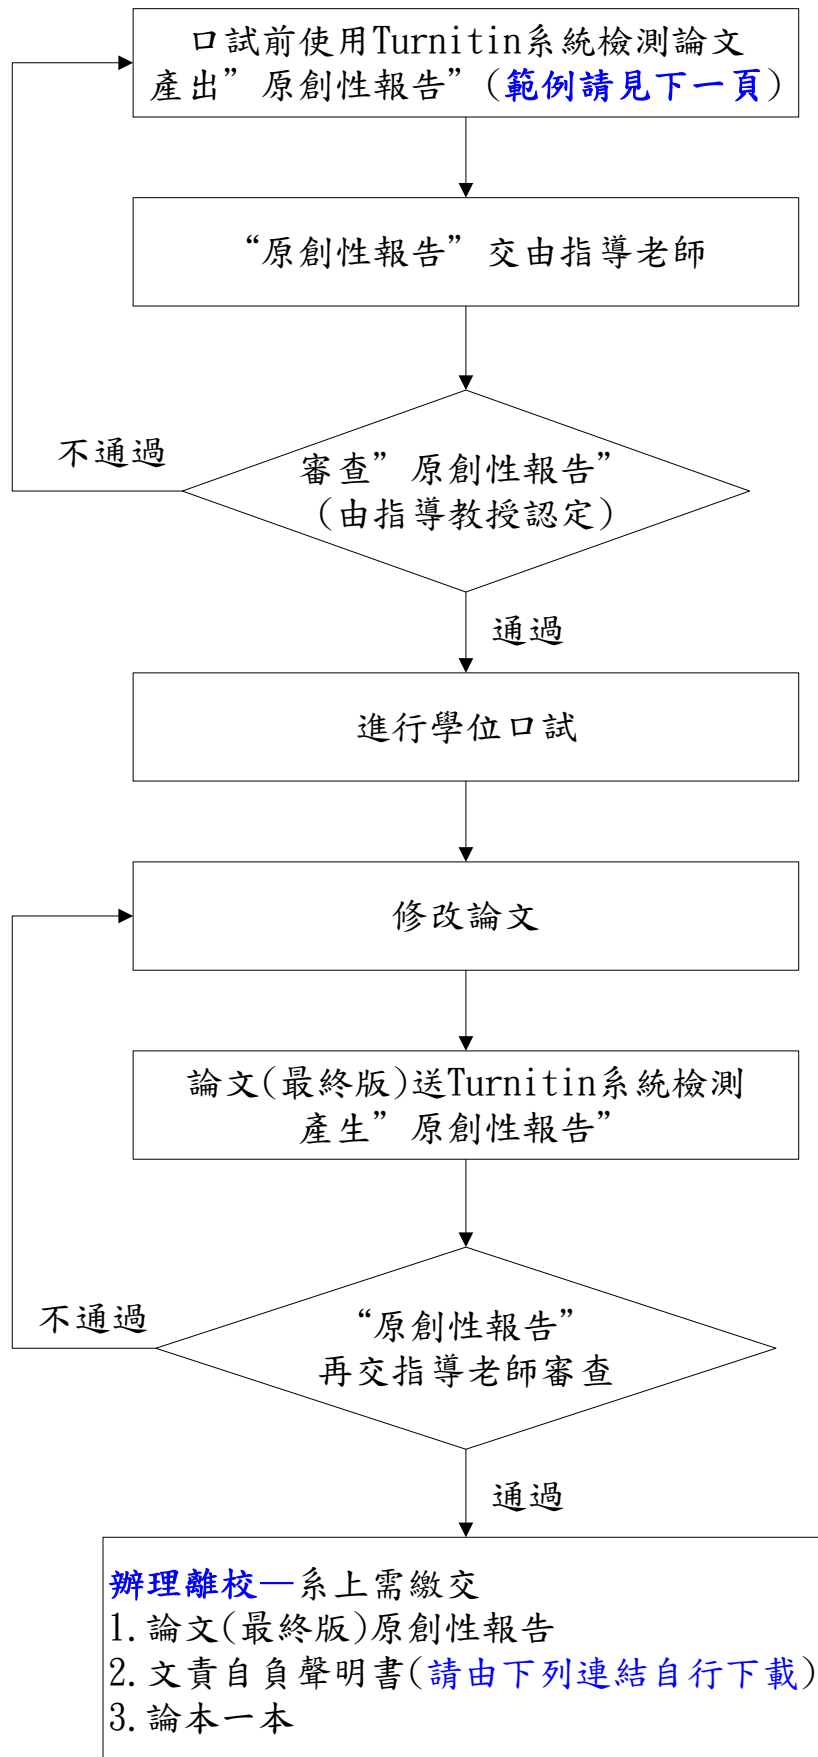 口試前使用Turnitin系統檢測論文
產出”原創性報告”(範例請見下一頁)
“原創性報告”交由指導老師
不通過
審查”原創性報告”
(由指導教授認定)
通過
進行學位口試
修改論文
論文(最終版)送Turnitin系統檢測
產生”原創性報告”
不通過
“原創性報告”
再交指導老師審查
通過
辦理離校—系上需繳交
1.論文(最終版)原創性報告
2.文責自負聲明書(請由下列連結自行下載)
3.論本一本